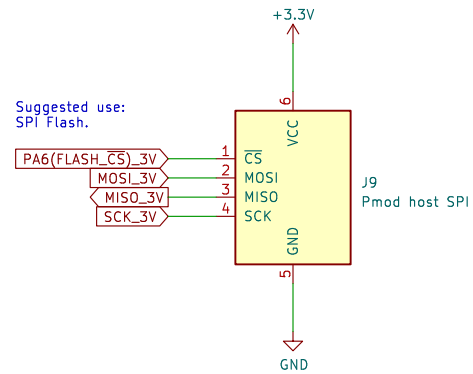 +3.3V
6
VCC
Suggested use:
SPI Flash.
PA6(FLASH_CS)_3V 1 CS
MOSI_3V 2 MOSI
MISO_3V 3 MISO
SCK_3V 4 SCK
J9
Pmod host SPI
GND
5
GND